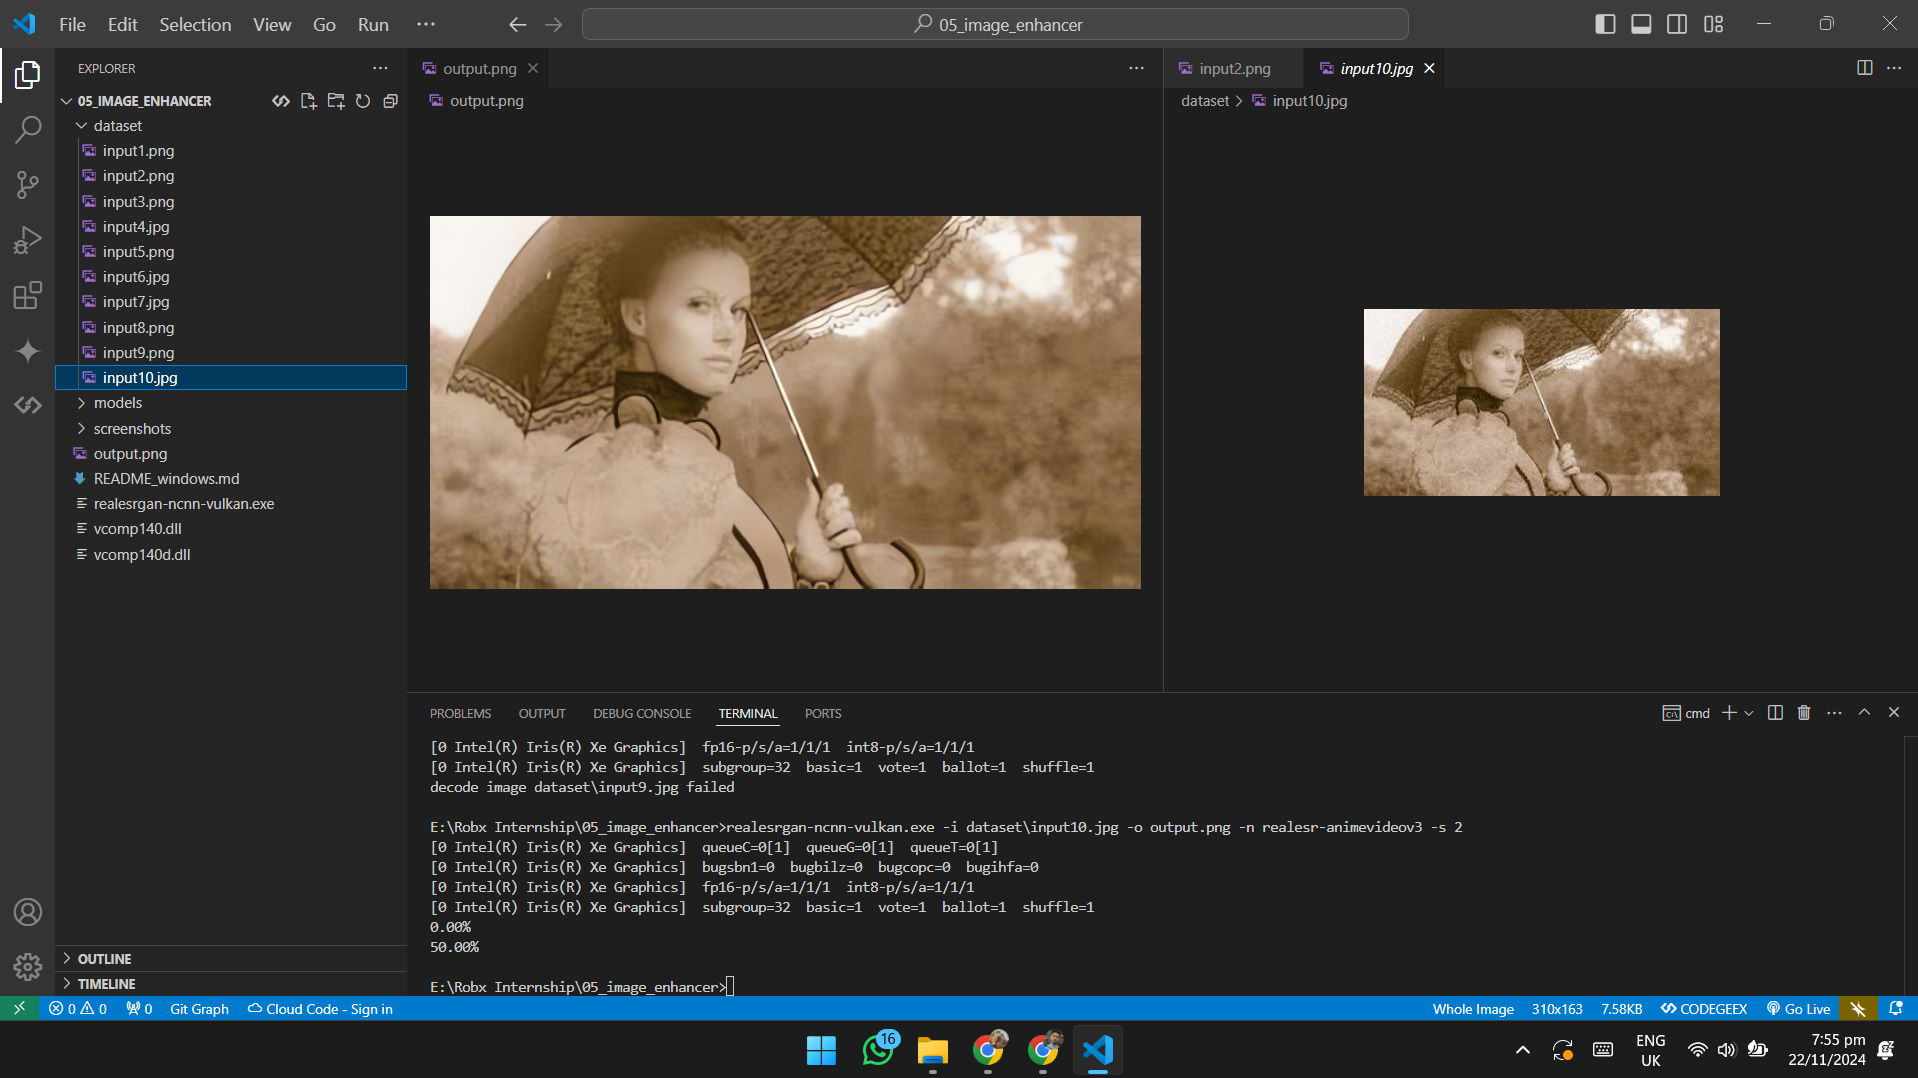 File Edit Selection View Go Run ···
05_image_enhancer
EXPLORER
05_IMAGE_ENHANCER
dataset
input1.png
input2.png
input3.png
input4.jpg
input5.png
input6.jpg
input7.jpg
input8.png
input9.png
input10.jpg
models
screenshots
output.png
README_windows.md
realesrgan-ncnn-vulkan.exe
vcomp140.dll
vcomp140d.dll
OUTLINE
TIMELINE
output.png
output.png
input2.png input10.jpg
dataset > input10.jpg
PROBLEMS OUTPUT DEBUG CONSOLE TERMINAL PORTS
cmd
[0 Intel(R) Iris(R) Xe Graphics] fp16-p/s/a=1/1/1 int8-p/s/a=1/1/1
[0 Intel(R) Iris(R) Xe Graphics] subgroup=32 basic=1 vote=1 ballot=1 shuffle=1
decode image dataset\input9.jpg failed
E:\Robx Internship\05_image_enhancer>realesrgan-ncnn-vulkan.exe -i dataset\input10.jpg -o output.png -n realesr-animevideov3 -s 2
[0 Intel(R) Iris(R) Xe Graphics] queueC=0[1] queueG=0[1] queueT=0[1]
[0 Intel(R) Iris(R) Xe Graphics] bugsbn1=0 bugbilz=0 bugcopc=0 bugihfa=0
[0 Intel(R) Iris(R) Xe Graphics] fp16-p/s/a=1/1/1 int8-p/s/a=1/1/1
[0 Intel(R) Iris(R) Xe Graphics] subgroup=32 basic=1 vote=1 ballot=1 shuffle=1
0.00%
50.00%
E:\Robx Internship\05_image_enhancer>
0 0 0 Git Graph Cloud Code - Sign in
Whole Image 310x163 7.58KB CODEGEEX Go Live
16
ENG
UK
7:55 pm
22/11/2024